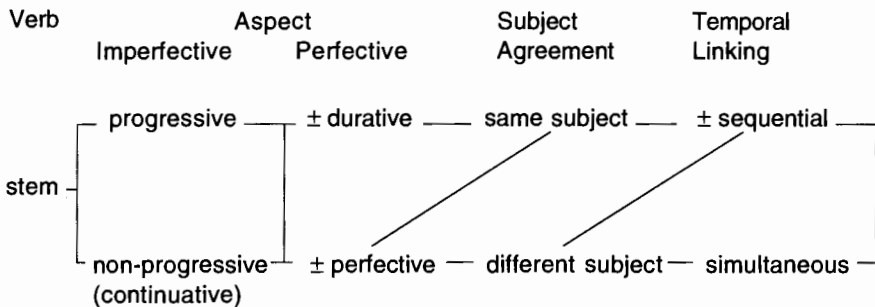 Verb Aspect Subject Temporal
Imperfective Perfective Agreement Linking
progressive ± durative same subject ± sequential
stem
non-progressive ± perfective different subject simultaneous
(continuative)